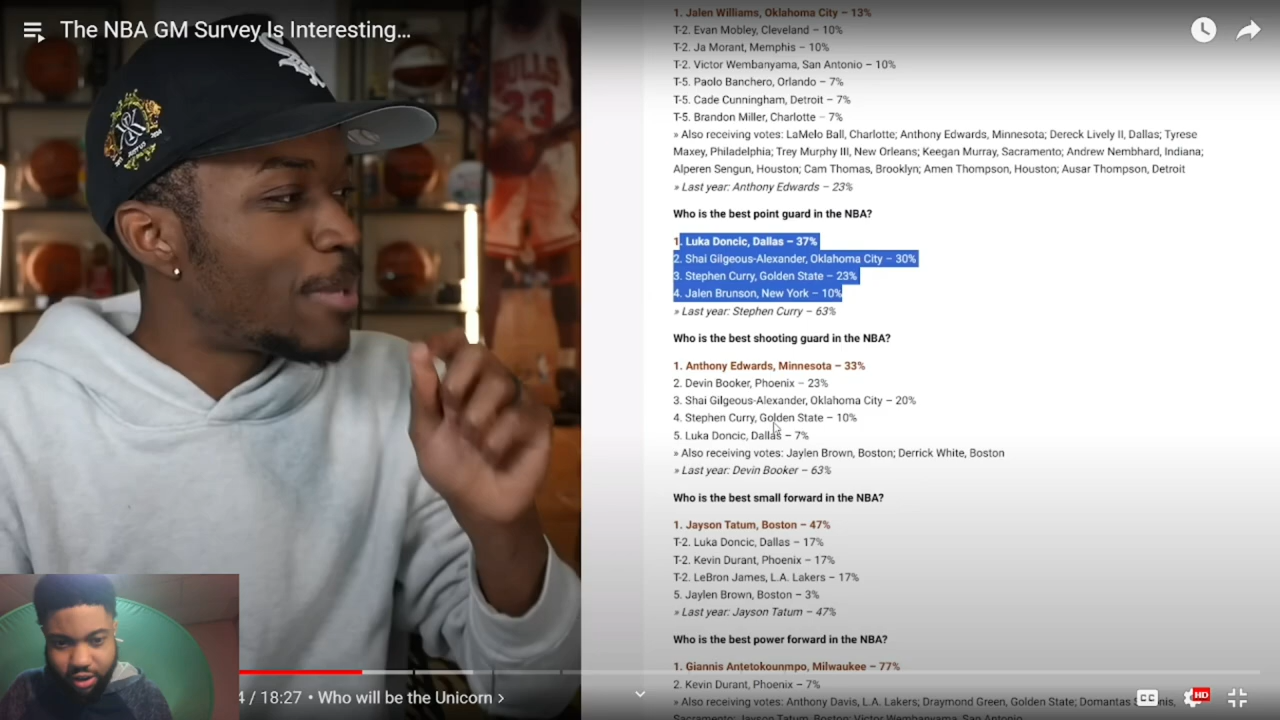 The NBA GM Survey Is Interesting...
1. Jalen Williams, Oklahoma City – 13%
T-2. Evan Mobley, Cleveland – 10%
T-2. Ja Morant, Memphis – 10%
T-2. Victor Wembanyama, San Antonio – 10%
T-5. Paolo Banchero, Orlando – 7%
T-5. Cade Cunningham, Detroit – 7%
T-5. Brandon Miller, Charlotte – 7%
» Also receiving votes: LaMelo Ball, Charlotte; Anthony Edwards, Minnesota; Dereck Lively II, Dallas; Tyrese
Maxey, Philadelphia; Trey Murphy III, New Orleans; Keegan Murray, Sacramento; Andrew Nembhard, Indiana;
Alperen Sengun, Houston; Cam Thomas, Brooklyn; Amen Thompson, Houston; Ausar Thompson, Detroit
» Last year: Anthony Edwards – 23%
Who is the best point guard in the NBA?
1. Luka Doncic, Dallas – 37%
2. Shai Gilgeous-Alexander, Oklahoma City – 30%
3. Stephen Curry, Golden State – 23%
4. Jalen Brunson, New York – 10%
» Last year: Stephen Curry – 63%
Who is the best shooting guard in the NBA?
1. Anthony Edwards, Minnesota – 33%
2. Devin Booker, Phoenix – 23%
3. Shai Gilgeous-Alexander, Oklahoma City – 20%
4. Stephen Curry, Golden State – 10%
5. Luka Doncic, Dallas – 7%
» Also receiving votes: Jaylen Brown, Boston; Derrick White, Boston
» Last year: Devin Booker – 63%
Who is the best small forward in the NBA?
1. Jayson Tatum, Boston – 47%
T-2. Luka Doncic, Dallas – 17%
T-2. Kevin Durant, Phoenix – 17%
T-2. LeBron James, L.A. Lakers – 17%
5. Jaylen Brown, Boston – 3%
» Last year: Jayson Tatum – 47%
Who is the best power forward in the NBA?
1. Giannis Antetokounmpo, Milwaukee – 77%
2. Kevin Durant, Phoenix – 7%
» Also receiving votes: Anthony Davis, L.A. Lakers; Draymond Green, Golden State; Domantas
Sacramento; Jayson Tatum, Boston; Victor Wembanyama, San Antonio
BULLS
23
4 / 18:27 • Who will be the Unicorn >
CC
HD